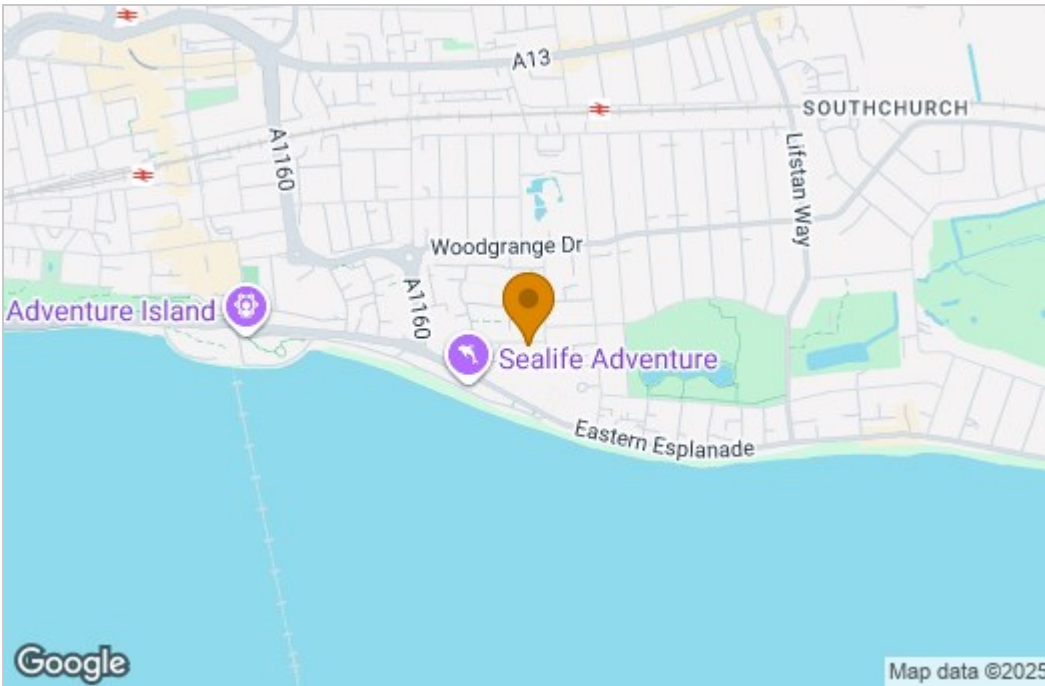 A13
SOUTHCHURCH
A1160
Lifstan Way
Woodgrange Dr
A1160
Adventure Island
Sealife Adventure
Eastern Esplanade
Google
Map data ©2025